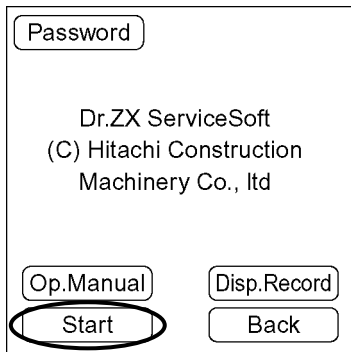 Password
Dr.ZX ServiceSoft
(C) Hitachi Construction
Machinery Co., ltd
Op.Manual Disp.Record
Start Back